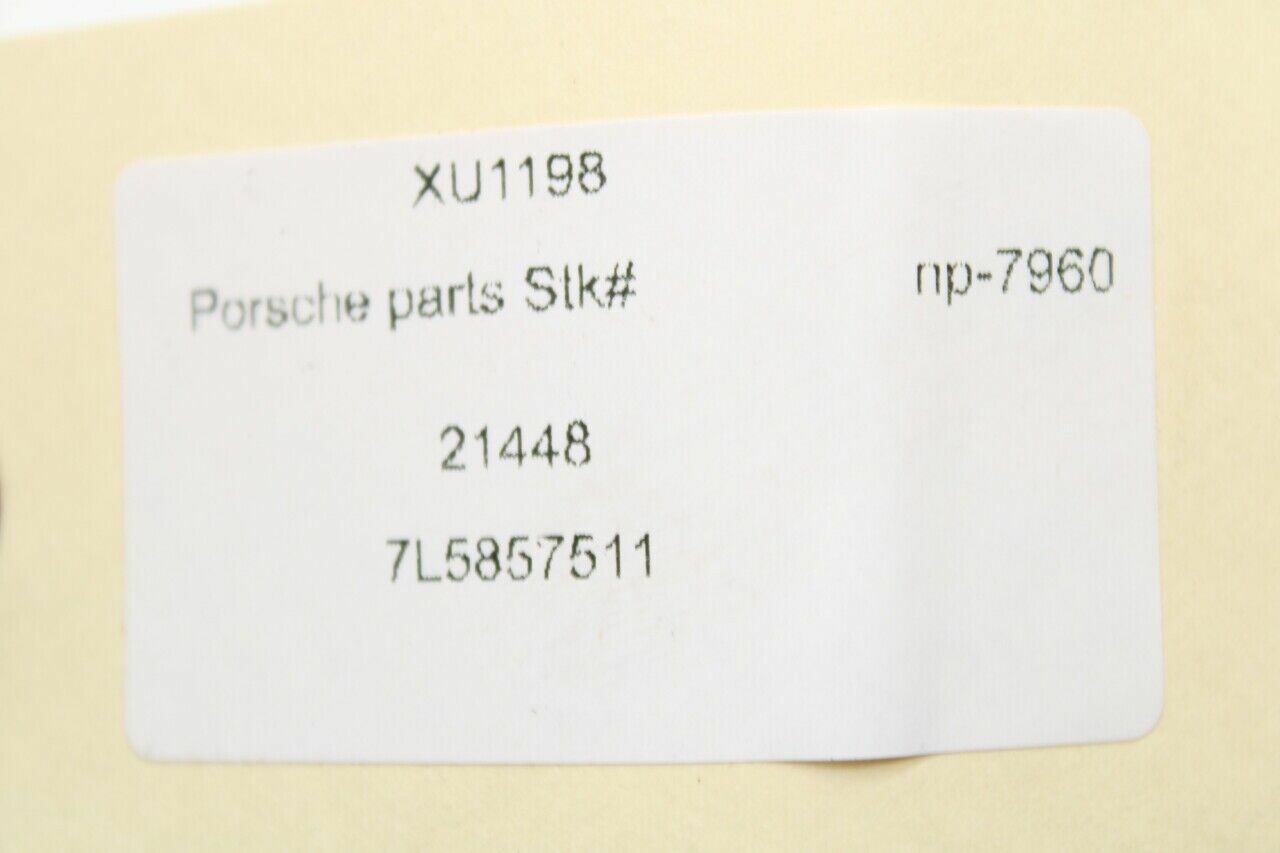 XU1198
Porsche parts Stk# np-7960
21448
7L5857511